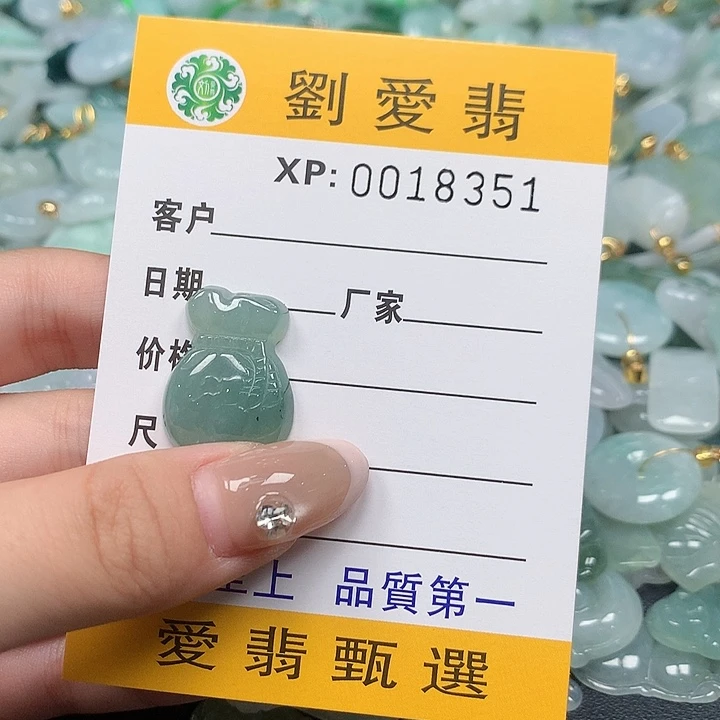 劉愛翡
XP: 0018351
客户
日期 厂家
价格
尺
至上 品質第一
愛翡甄選